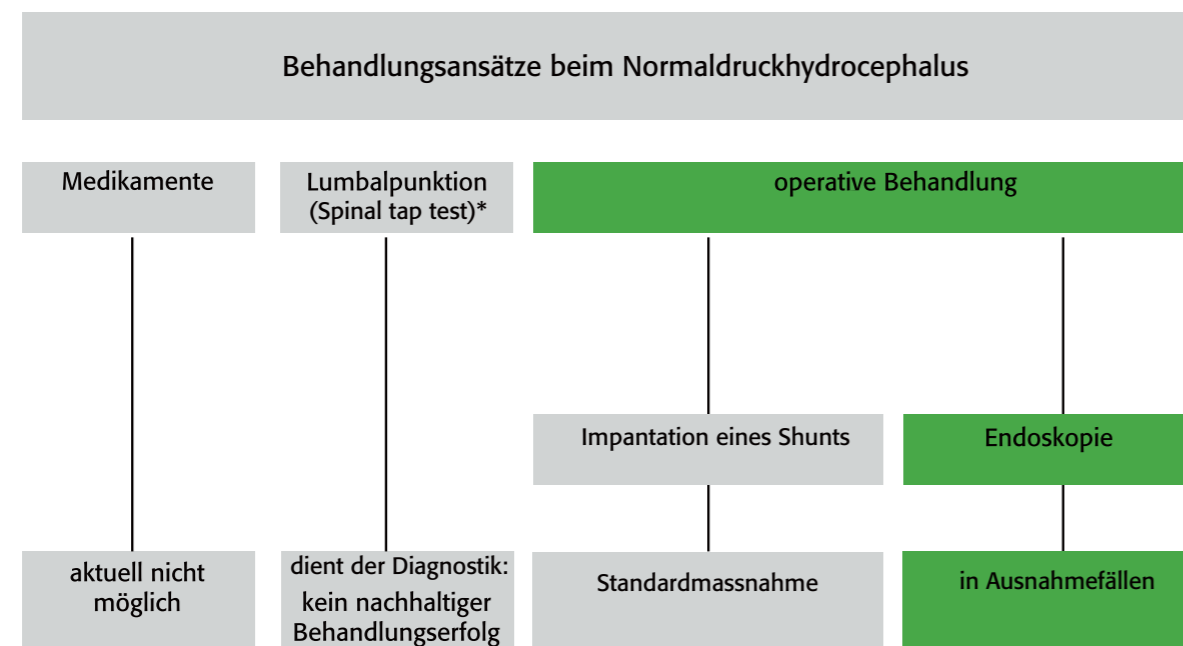 Behandlungsansätze beim Normaldruckhydrocephalus
Medikamente
Lumbalpunktion
(Spinal tap test)*
operative Behandlung
Impantation eines Shunts
Endoskopie
aktuell nicht
möglich
dient der Diagnostik:
kein nachhaltiger
Behandlungserfolg
Standardmassnahme
in Ausnahmefällen